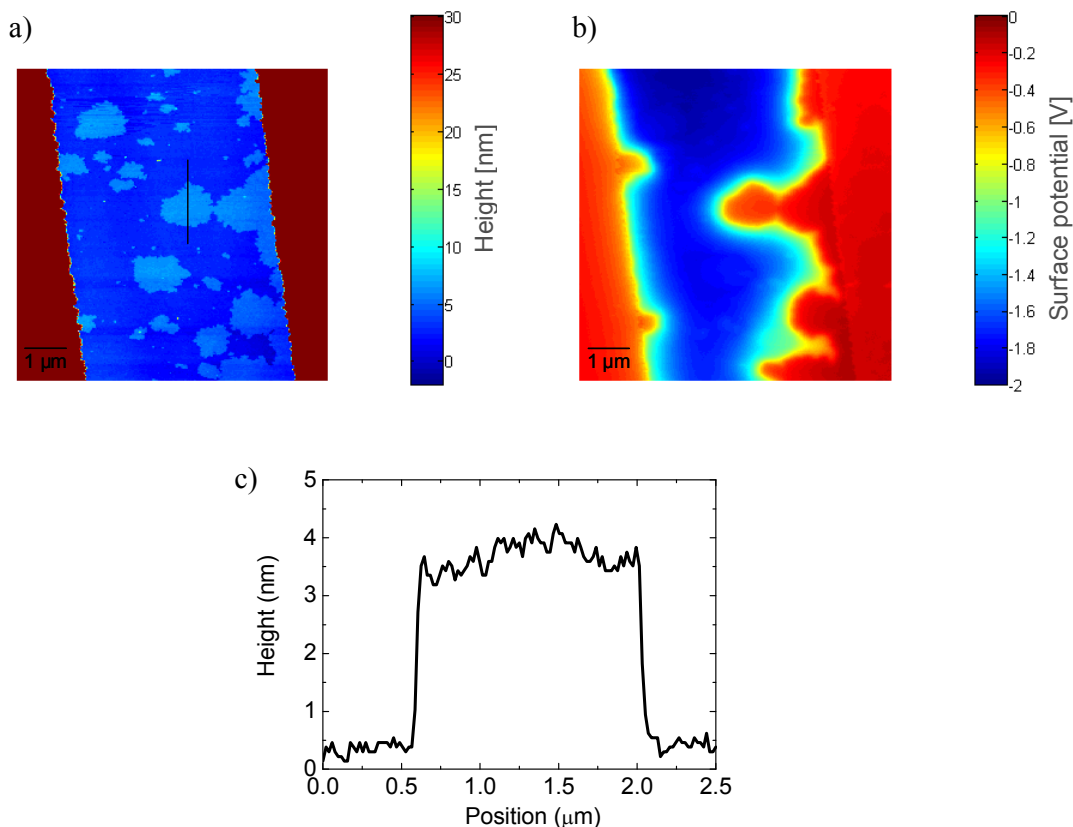 a)
30
25
20
15
10
5
0
Height [nm]
1 µm
b)
0
-0.2
-0.4
-0.6
-0.8
-1
-1.2
-1.4
-1.6
-1.8
-2
Surface potential [V]
1 µm
c)
5
4
3
2
1
0
Height (nm)
0.0 0.5 1.0 1.5 2.0 2.5
Position (µm)